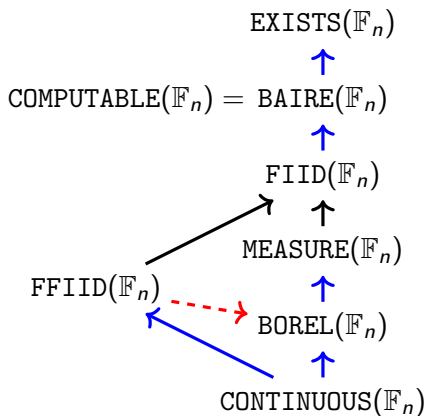 EXISTS(𝔽ₙ)
COMPUTABLE(𝔽ₙ) = BAIRE(𝔽ₙ)
FIID(𝔽ₙ)
MEASURE(𝔽ₙ)
FFIID(𝔽ₙ)
BOREL(𝔽ₙ)
CONTINUOUS(𝔽ₙ)